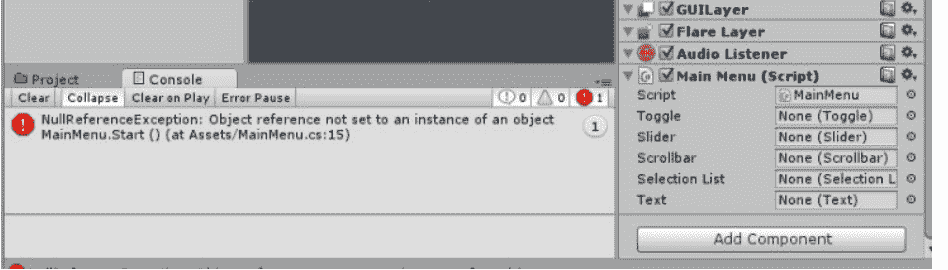 GUILayer
Flare Layer
Audio Listener
Main Menu (Script)
Script MainMenu
Toggle None (Toggle)
Slider None (Slider)
Scrollbar None (Scrollbar)
Selection List None (Selection L
Text None (Text)
Add Component
Project Console
Clear Collapse Clear on Play Error Pause 0 0 1
NullReferenceException: Object reference not set to an instance of an object
MainMenu.Start () (at Assets/MainMenu.cs:15)
1